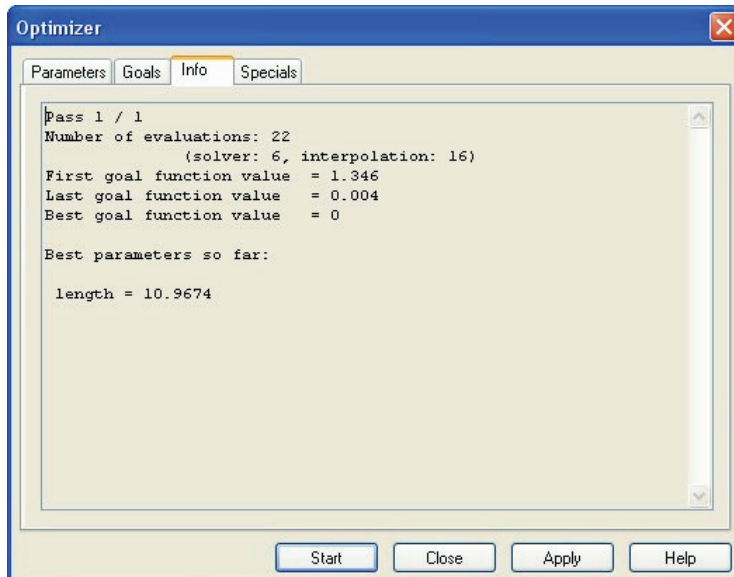 Optimizer
Parameters Goals Info Specials
Pass 1 / 1
Number of evaluations: 22
(solver: 6, interpolation: 16)
First goal function value = 1.346
Last goal function value = 0.004
Best goal function value = 0
Best parameters so far:
length = 10.9674
Start Close Apply Help